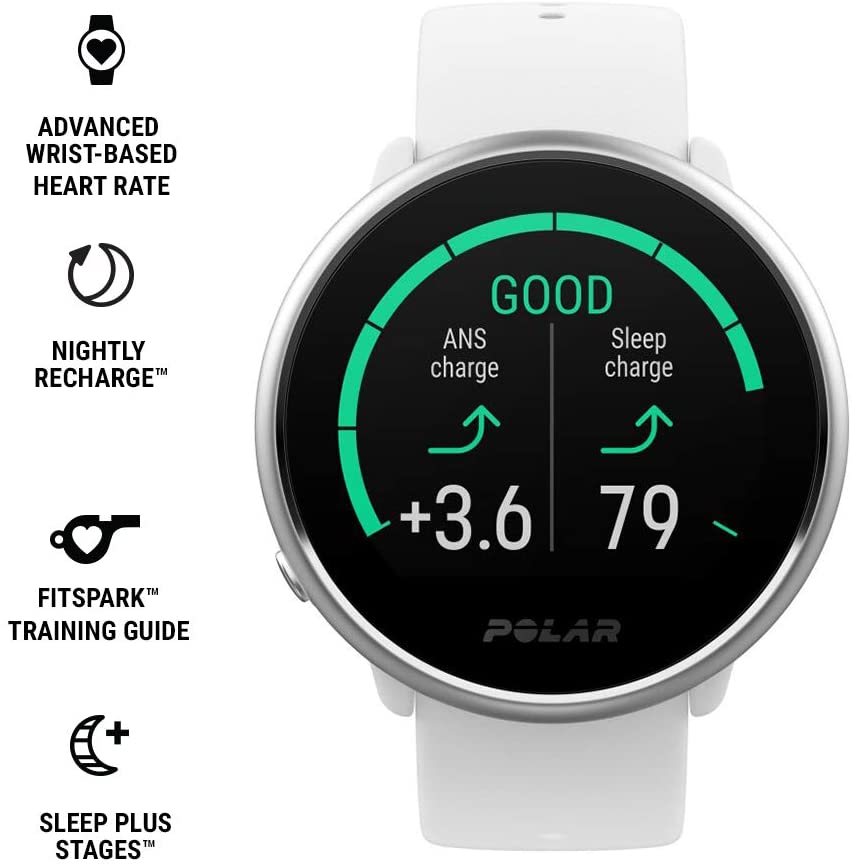 ADVANCED
WRIST-BASED
HEART RATE
NIGHTLY
RECHARGE™
FITSPARK™
TRAINING GUIDE
SLEEP PLUS
STAGES™
GOOD
ANS
charge
Sleep
charge
+3.6
79
POLAR